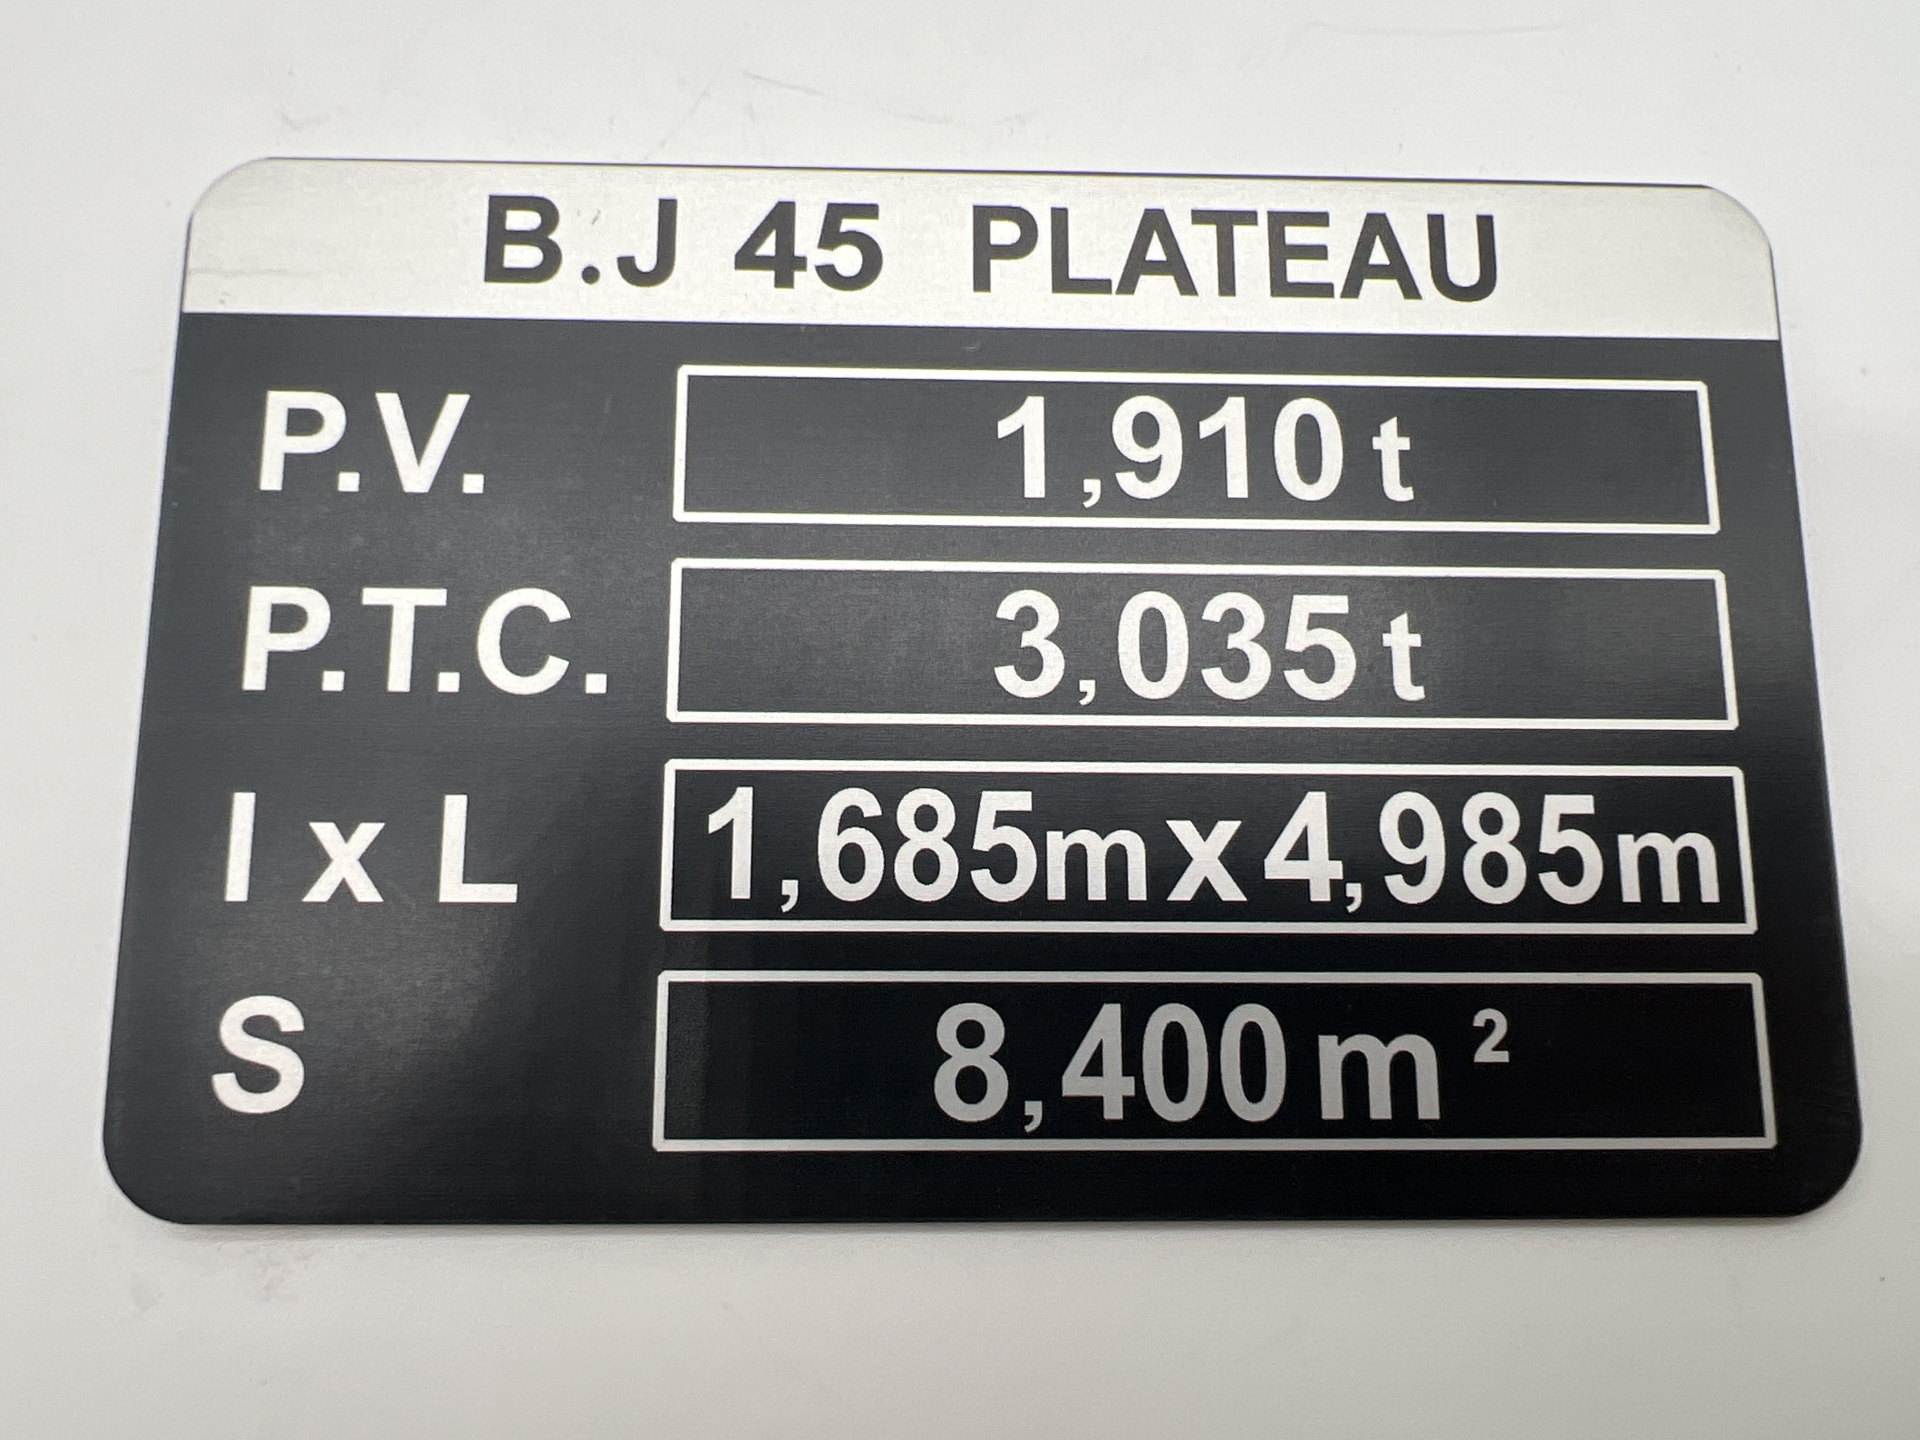 B.J 45 PLATEAU
P.V. 1,910 t
P.T.C. 3,035 t
l x L 1,685m x 4,985m
S 8,400 m²